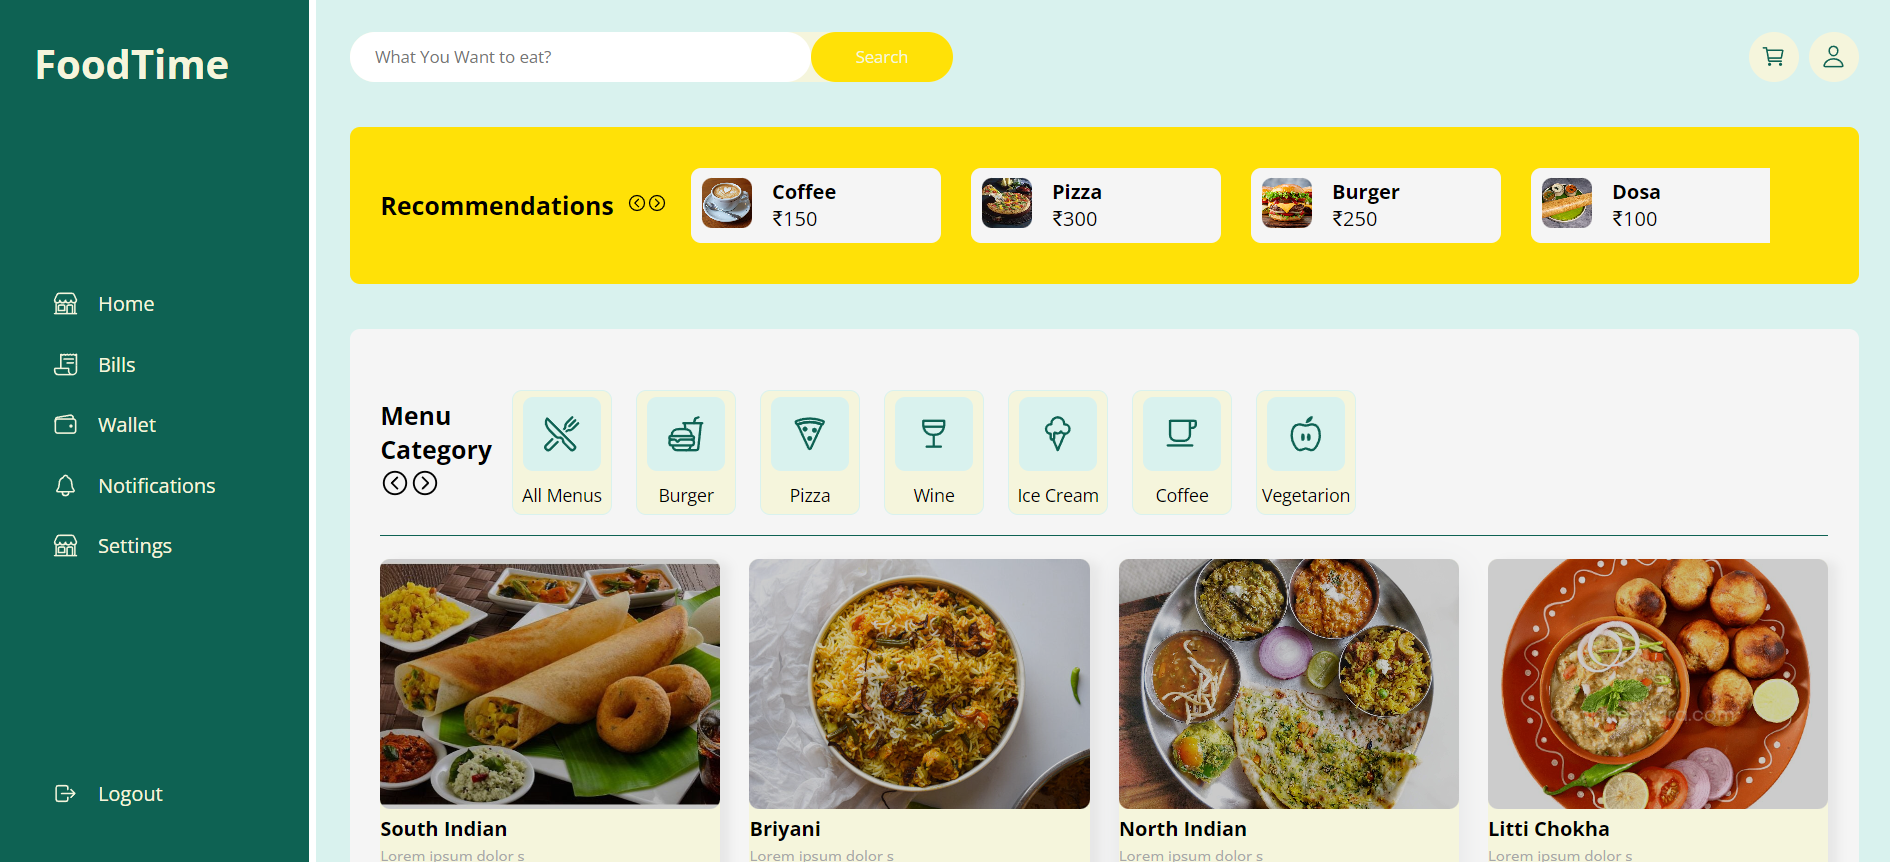 FoodTime
Home
Bills
Wallet
Notifications
Settings
Logout
What You Want to eat?
Search
Recommendations
Coffee
₹150
Pizza
₹300
Burger
₹250
Dosa
₹100
Menu
Category
All Menus
Burger
Pizza
Wine
Ice Cream
Coffee
Vegetarion
South Indian
Lorem ipsum dolor s
Briyani
Lorem ipsum dolor s
North Indian
Lorem ipsum dolor s
Litti Chokha
Lorem ipsum dolor s